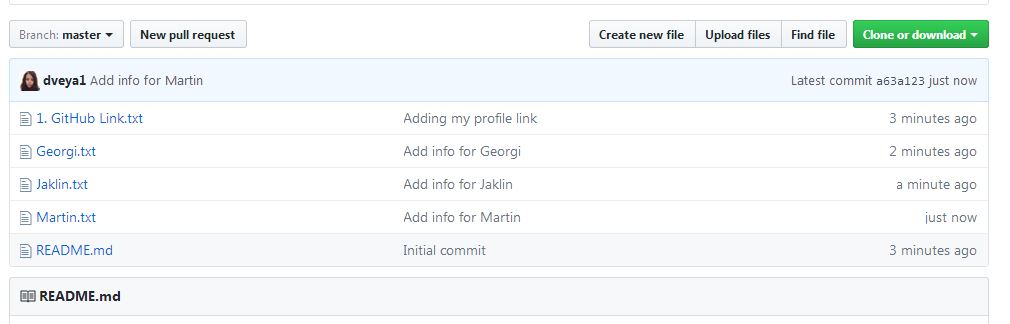 Branch: master New pull request Create new file Upload files Find file Clone or download
dveya1 Add info for Martin Latest commit a63a123 just now
1. GitHub Link.txt Adding my profile link 3 minutes ago
Georgi.txt Add info for Georgi 2 minutes ago
Jaklin.txt Add info for Jaklin a minute ago
Martin.txt Add info for Martin just now
README.md Initial commit 3 minutes ago
README.md